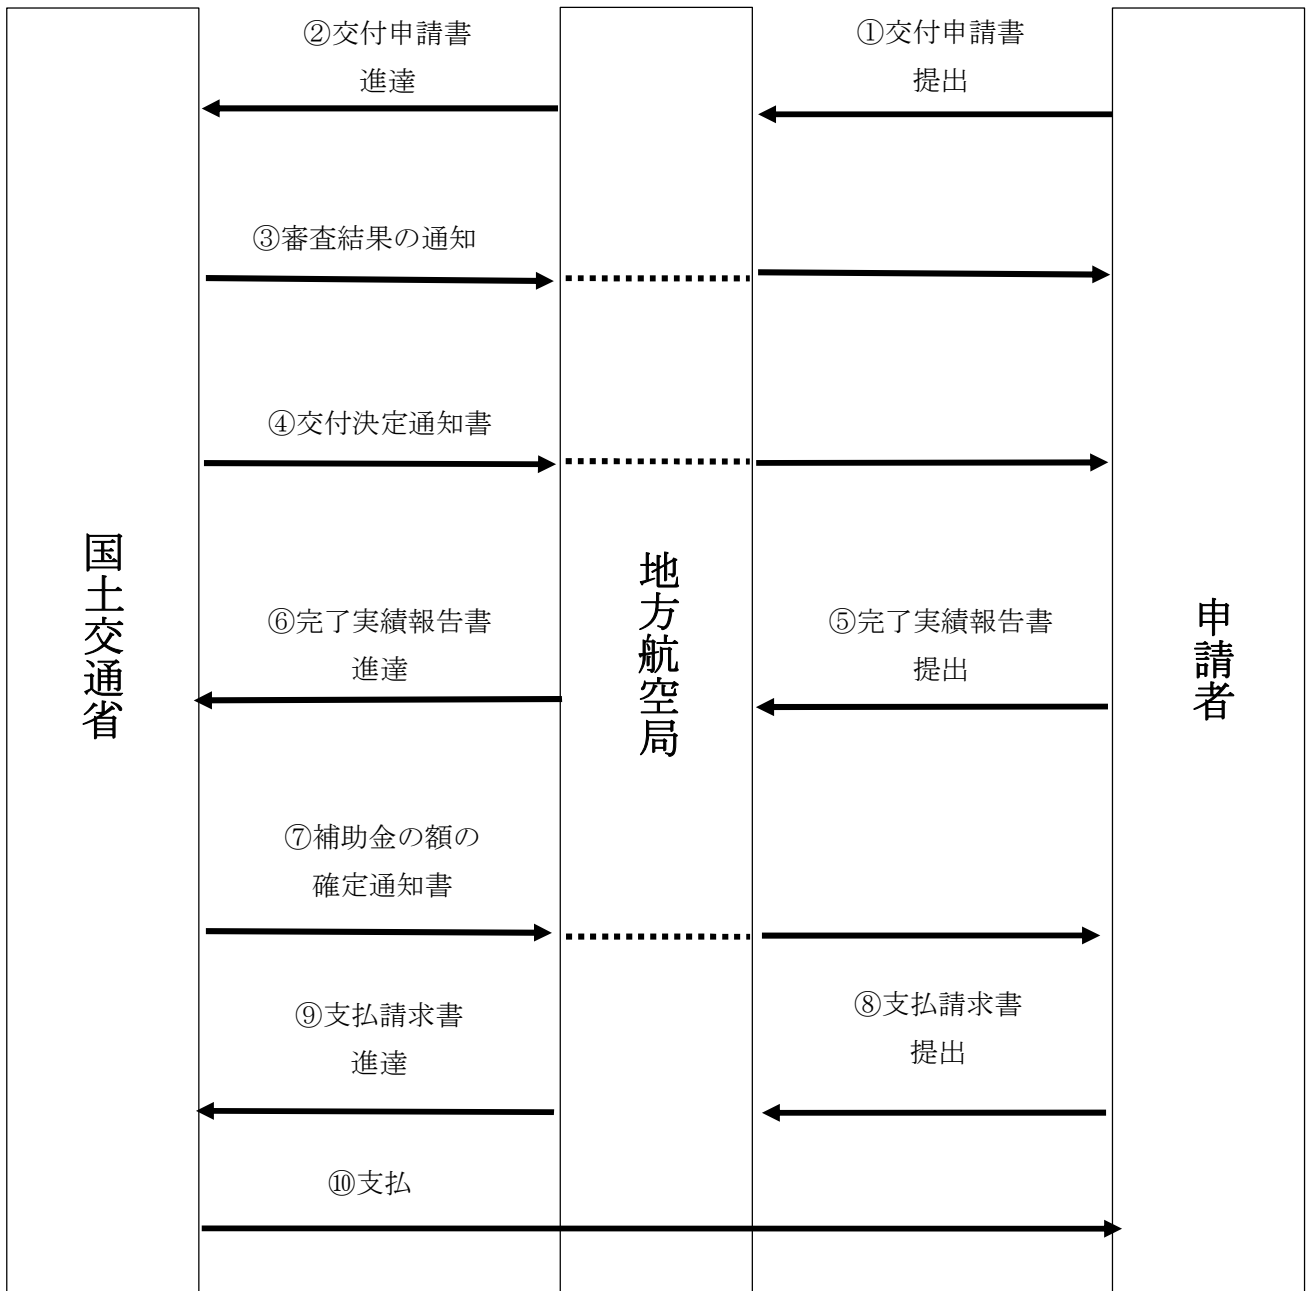 ②交付申請書
進達
①交付申請書
提出
③審査結果の通知
④交付決定通知書
国土交通省
地方航空局
申請者
⑥完了実績報告書
進達
⑤完了実績報告書
提出
⑦補助金の額の
確定通知書
⑨支払請求書
進達
⑧支払請求書
提出
⑩支払